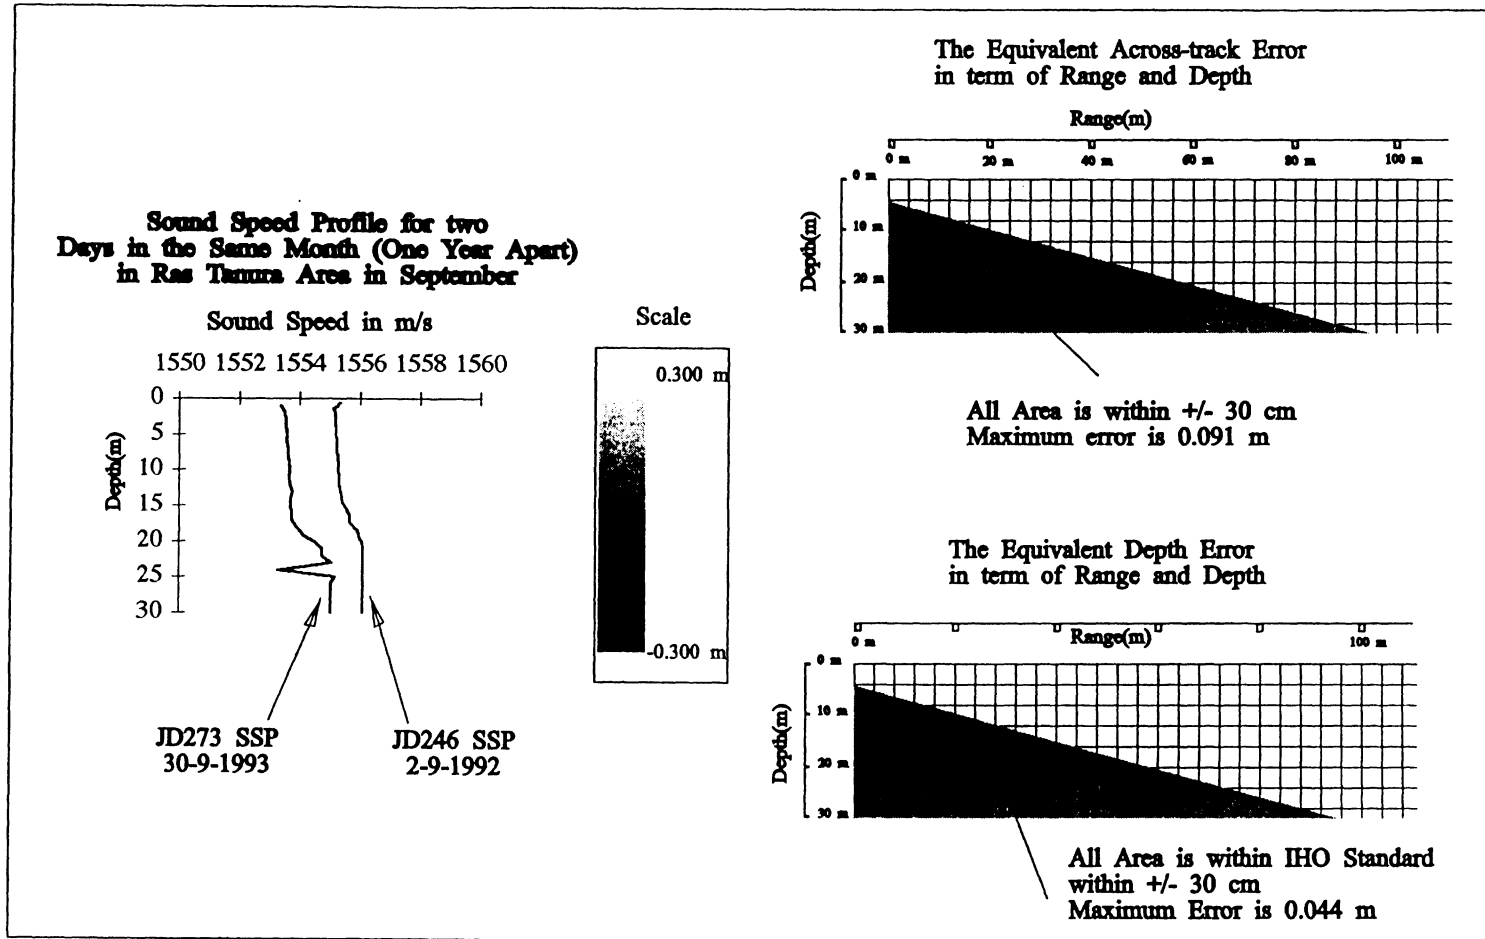 Sound Speed Profile for two
Days in the Same Month (One Year Apart)
in Ras Tanura Area in September
Sound Speed in m/s
1550 1552 1554 1556 1558 1560
Depth(m)
0
5
10
15
20
25
30
JD273 SSP
30-9-1993
JD246 SSP
2-9-1992
Scale
0.300 m
-0.300 m
The Equivalent Across-track Error
in term of Range and Depth
Range(m)
0 m 20 m 40 m 60 m 80 m 100 m
Depth(m)
0 m
10 m
20 m
30 m
All Area is within +/- 30 cm
Maximum error is 0.091 m
The Equivalent Depth Error
in term of Range and Depth
Range(m)
0 m 100 m
Depth(m)
0 m
10 m
20 m
30 m
All Area is within IHO Standard
within +/- 30 cm
Maximum Error is 0.044 m